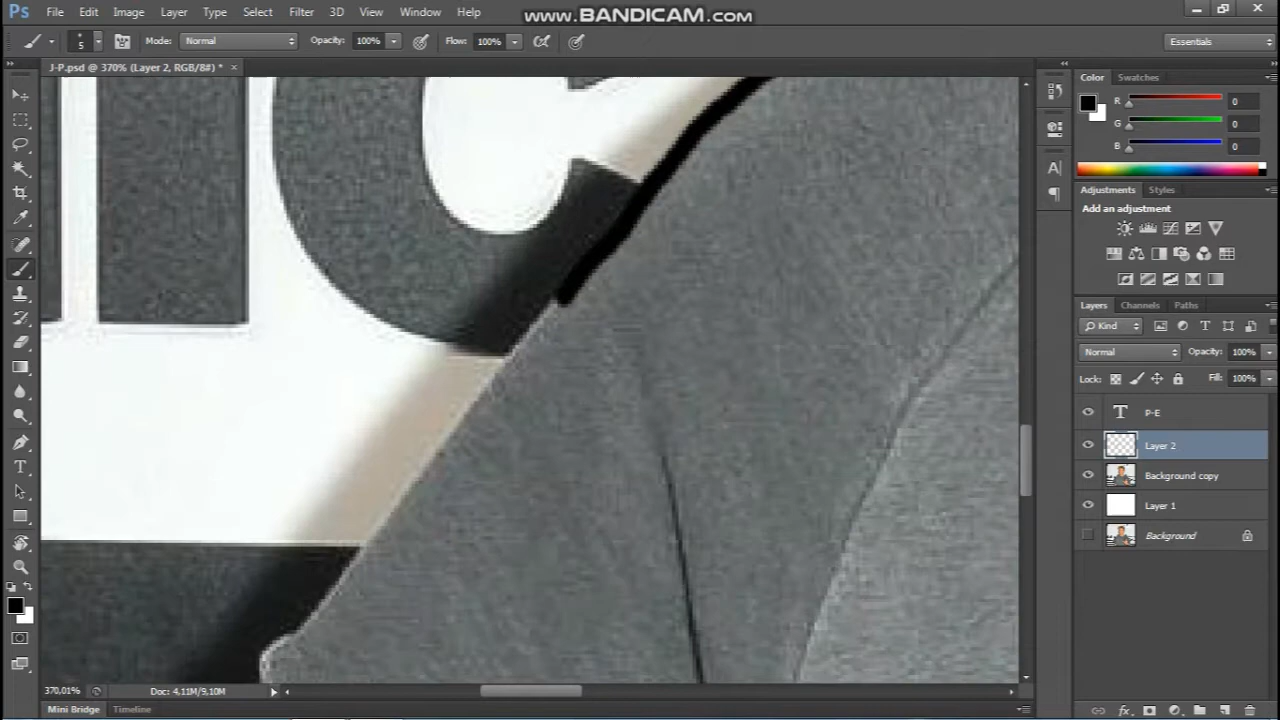 Ps File Edit Image Layer Type Select Filter 3D View Window Help www.BANDICAM.com
5 Mode: Normal Opacity: 100% Flow: 100% Essentials
J-P.psd @ 370% (Layer 2, RGB/8#) * ×
Color Swatches
R 0
G 0
B 0
Adjustments Styles
Add an adjustment
Layers Channels Paths
Kind
Normal Opacity: 100%
Lock: Fill: 100%
P-E
Layer 2
Background copy
Layer 1
Background
370,01% Doc: 4,11M/9,10M
Mini Bridge Timeline